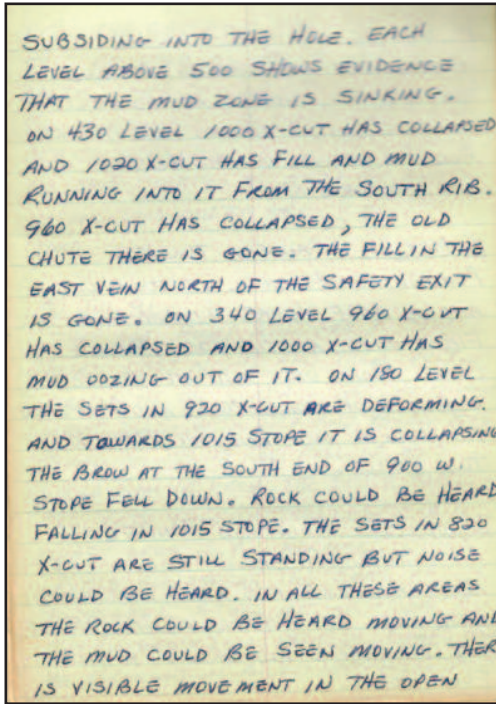 SUBSIDING INTO THE HOLE. EACH
LEVEL ABOVE 500 SHOWS EVIDENCE
THAT THE MUD ZONE IS SINKING.
ON 430 LEVEL 1000 X-CUT HAS COLLAPSED
AND 1020 X-CUT HAS FILL AND MUD
RUNNING INTO IT FROM THE SOUTH RIB.
960 X-CUT HAS COLLAPSED, THE OLD
CHUTE THERE IS GONE. THE FILL IN THE
EAST VEIN NORTH OF THE SAFETY EXIT
IS GONE. ON 340 LEVEL 960 X-CUT
HAS COLLAPSED AND 1000 X-CUT HAS
MUD OOZING OUT OF IT. ON 180 LEVEL
THE SETS IN 920 X-CUT ARE DEFORMING.
AND TOWARDS 1015 STOPE IT IS COLLAPSING
THE BROW AT THE SOUTH END OF 900 W.
STOPE FELL DOWN. ROCK COULD BE HEARD
FALLING IN 1015 STOPE. THE SETS IN 820
X-CUT ARE STILL STANDING BUT NOISE
COULD BE HEARD. IN ALL THESE AREAS
THE ROCK COULD BE HEARD MOVING AND
THE MUD COULD BE SEEN MOVING. THER
IS VISIBLE MOVEMENT IN THE OPEN